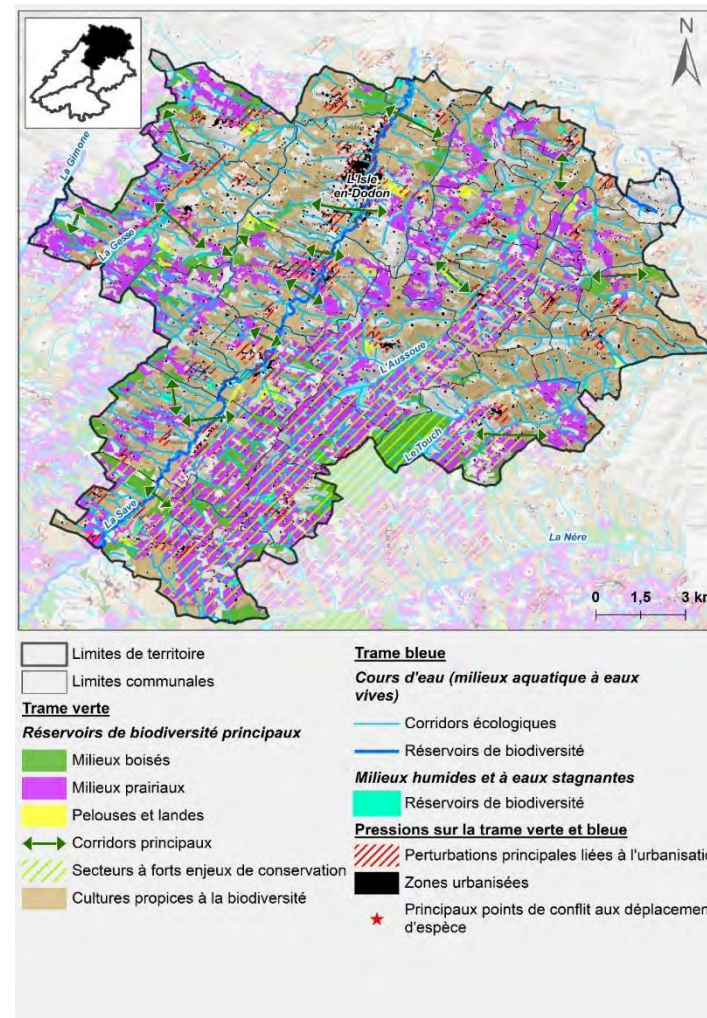 N
La Gimone
L'Isle
en-Dodon
La Gesse
L'Aussoue
Le Touch
La Save
La Nère
0 1,5 3 km
Limites de territoire
Limites communales
Trame verte
Réservoirs de biodiversité principaux
Milieux boisés
Milieux prairiaux
Pelouses et landes
Corridors principaux
Secteurs à forts enjeux de conservation
Cultures propices à la biodiversité
Trame bleue
Cours d'eau (milieux aquatique à eaux
vives)
Corridors écologiques
Réservoirs de biodiversité
Milieux humides et à eaux stagnantes
Réservoirs de biodiversité
Pressions sur la trame verte et bleue
Perturbations principales liées à l'urbanisatio
Zones urbanisées
Principaux points de conflit aux déplacemen
d'espèce